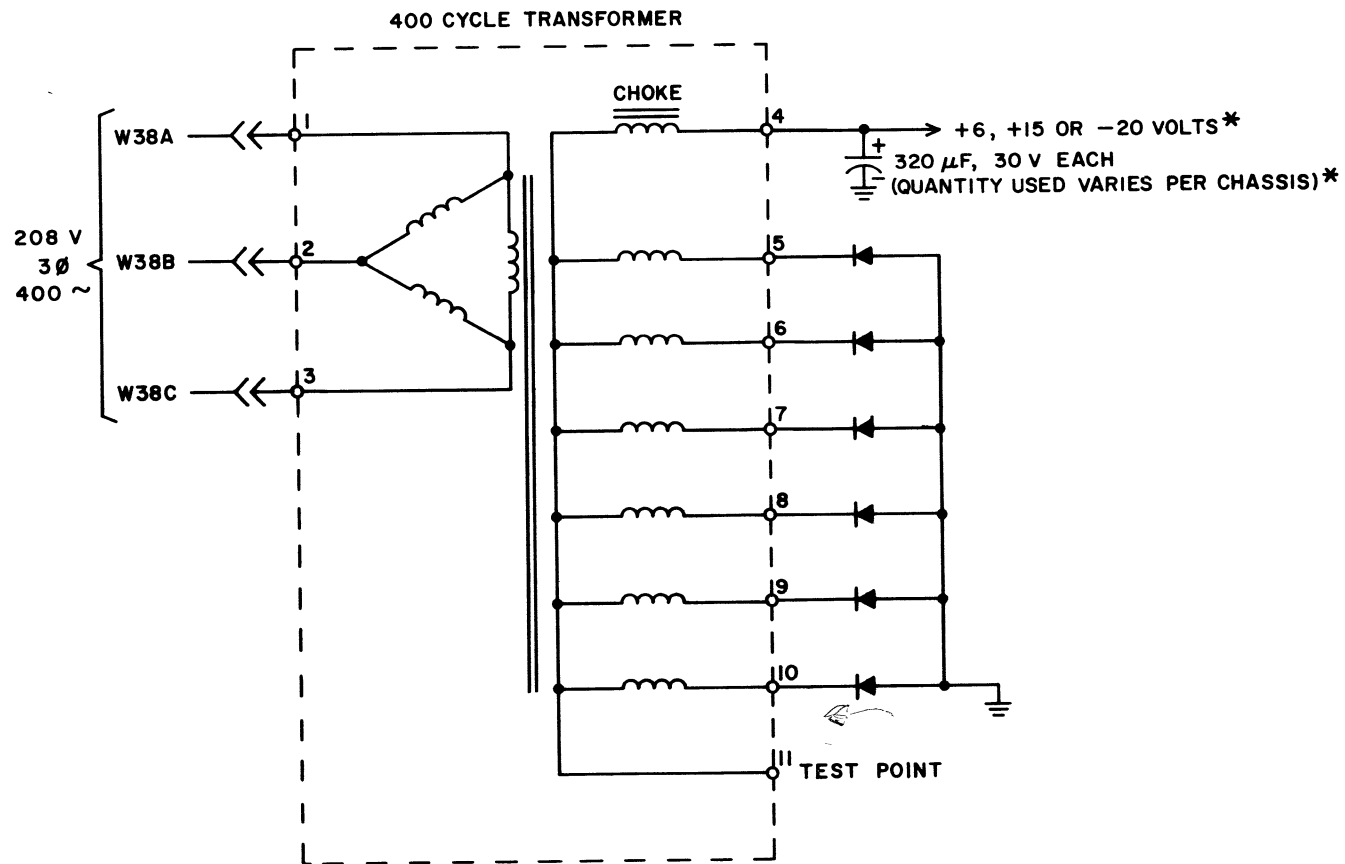 400 CYCLE TRANSFORMER
CHOKE
W38A
1
4
+6, +15 OR −20 VOLTS*
+
320 µF, 30 V EACH
−
(QUANTITY USED VARIES PER CHASSIS)*
208 V
3Ø
400 ~
W38B
2
5
6
W38C
3
7
8
9
10
11 TEST POINT